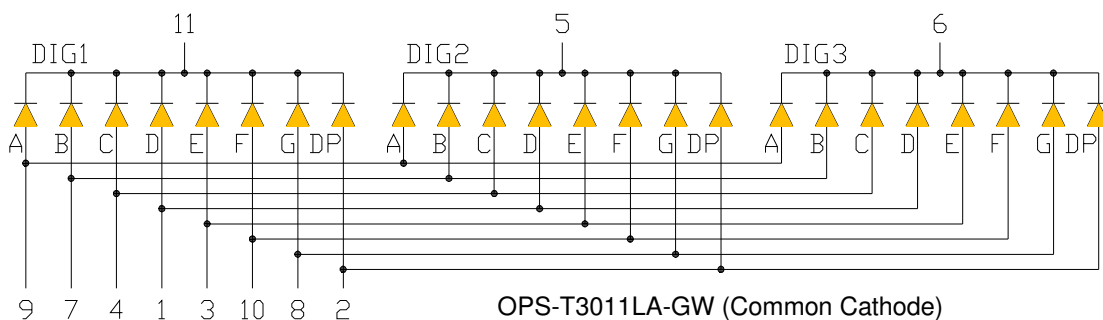 11 5 6
DIG1 DIG2 DIG3
A B C D E F G DP A B C D E F G DP A B C D E F G DP
9 7 4 1 3 10 8 2
OPS-T3011LA-GW (Common Cathode)